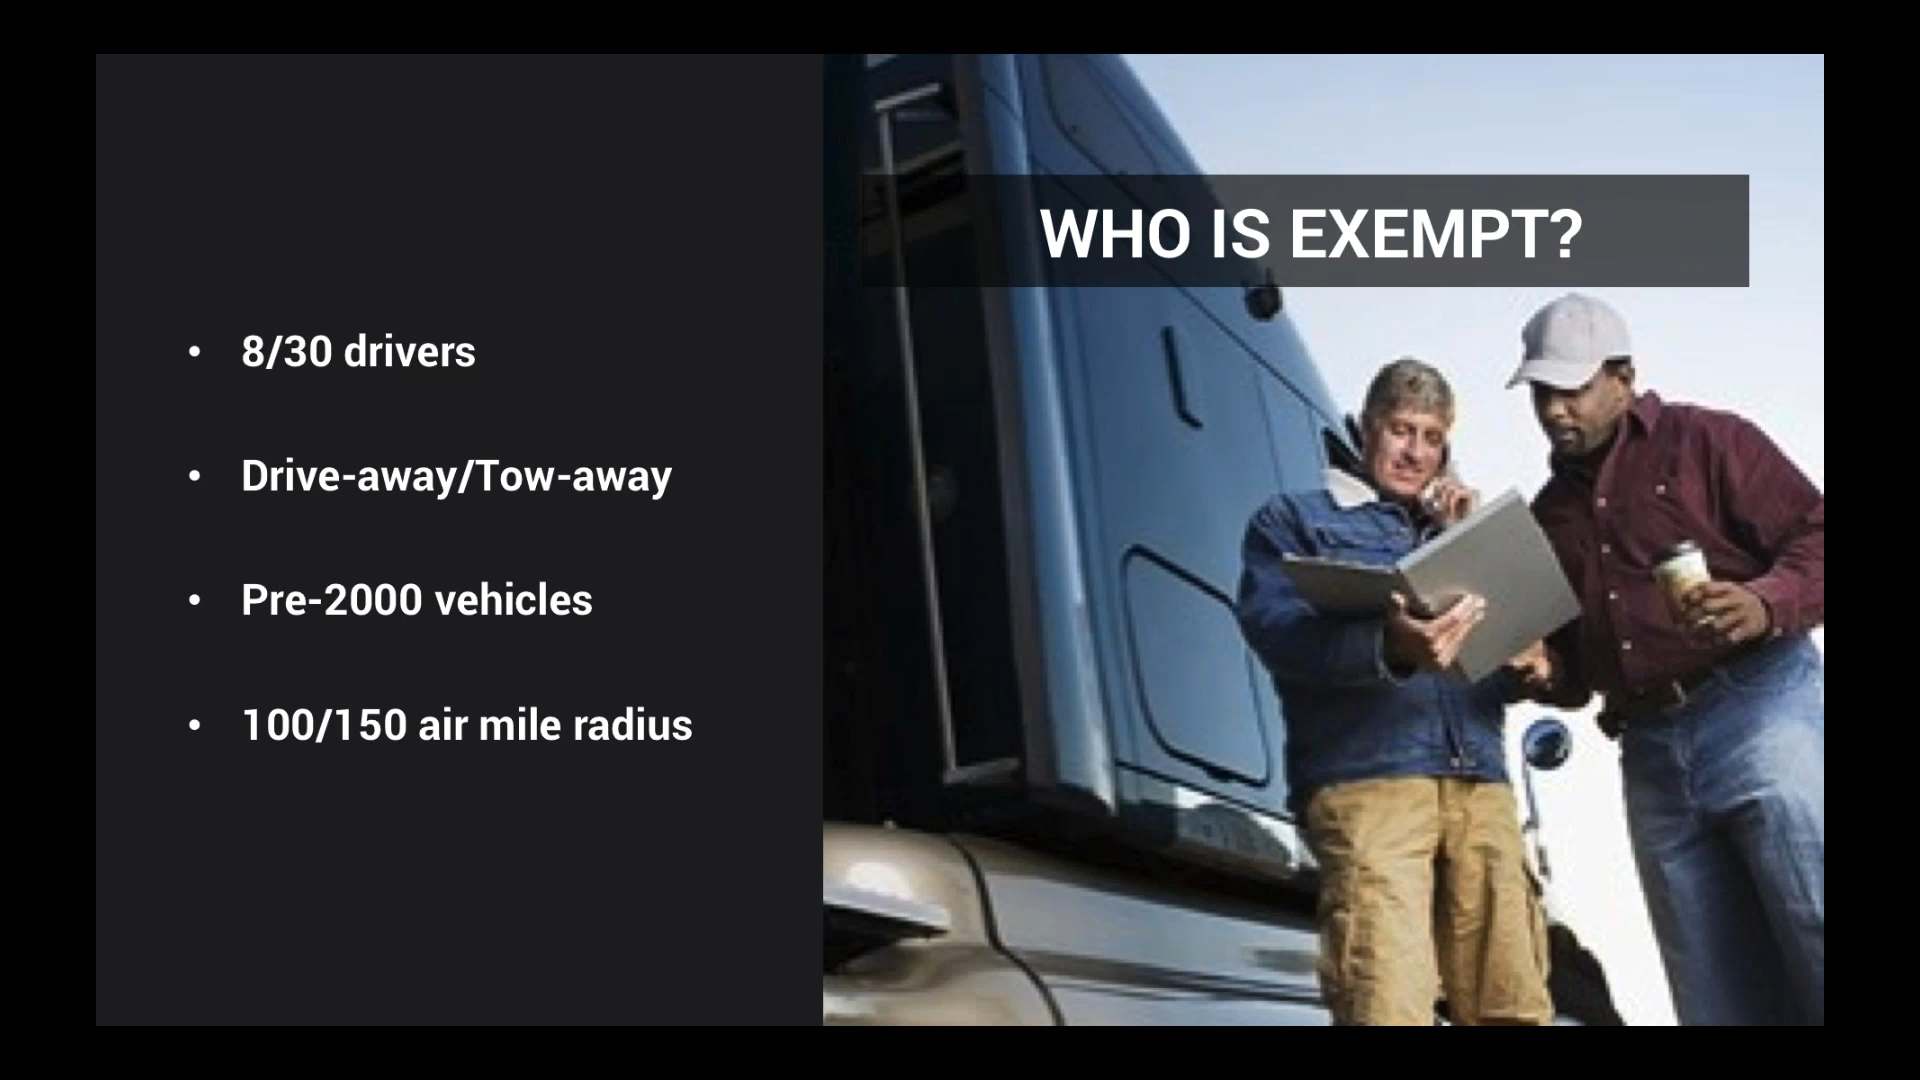 WHO IS EXEMPT?
• 8/30 drivers
• Drive-away/Tow-away
• Pre-2000 vehicles
• 100/150 air mile radius